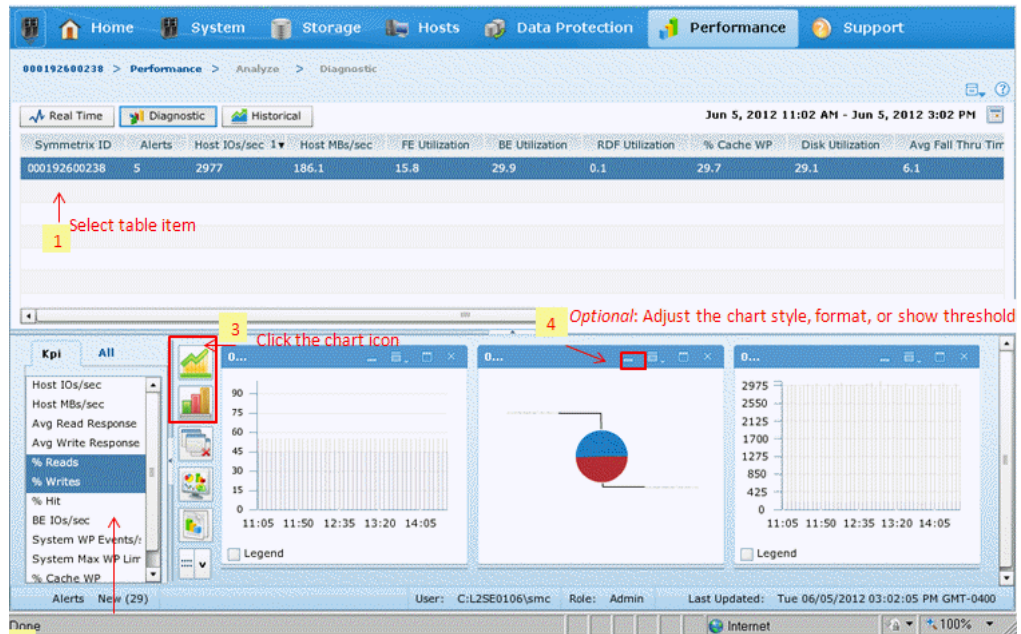 Home System Storage Hosts Data Protection Performance Support
000192600238 > Performance > Analyze > Diagnostic
Real Time Diagnostic Historical Jun 5, 2012 11:02 AM - Jun 5, 2012 3:02 PM
Symmetrix ID Alerts Host IOs/sec 1 Host MBs/sec FE Utilization BE Utilization RDF Utilization % Cache WP Disk Utilization Avg Fall Thru Tim
000192600238 5 2977 186.1 15.8 29.9 0.1 29.7 29.1 6.1
1 Select table item
4 Optional: Adjust the chart style, format, or show threshold
3 Click the chart icon
Kpi All
Host IOs/sec
Host MBs/sec
Avg Read Response
Avg Write Response
% Reads
% Writes
% Hit
BE IOs/sec
System WP Events/
System Max WP Lim
% Cache WP
0...
90
75
60
45
30
15
0
11:05 11:50 12:35 13:20 14:05
Legend
0...
0...
2975
2550
2125
1700
1275
850
425
0
11:05 11:50 12:35 13:20 14:05
Legend
Alerts New (29) User: C:L2SE0106\smc Role: Admin Last Updated: Tue 06/05/2012 03:02:05 PM GMT-0400
Done Internet 100%